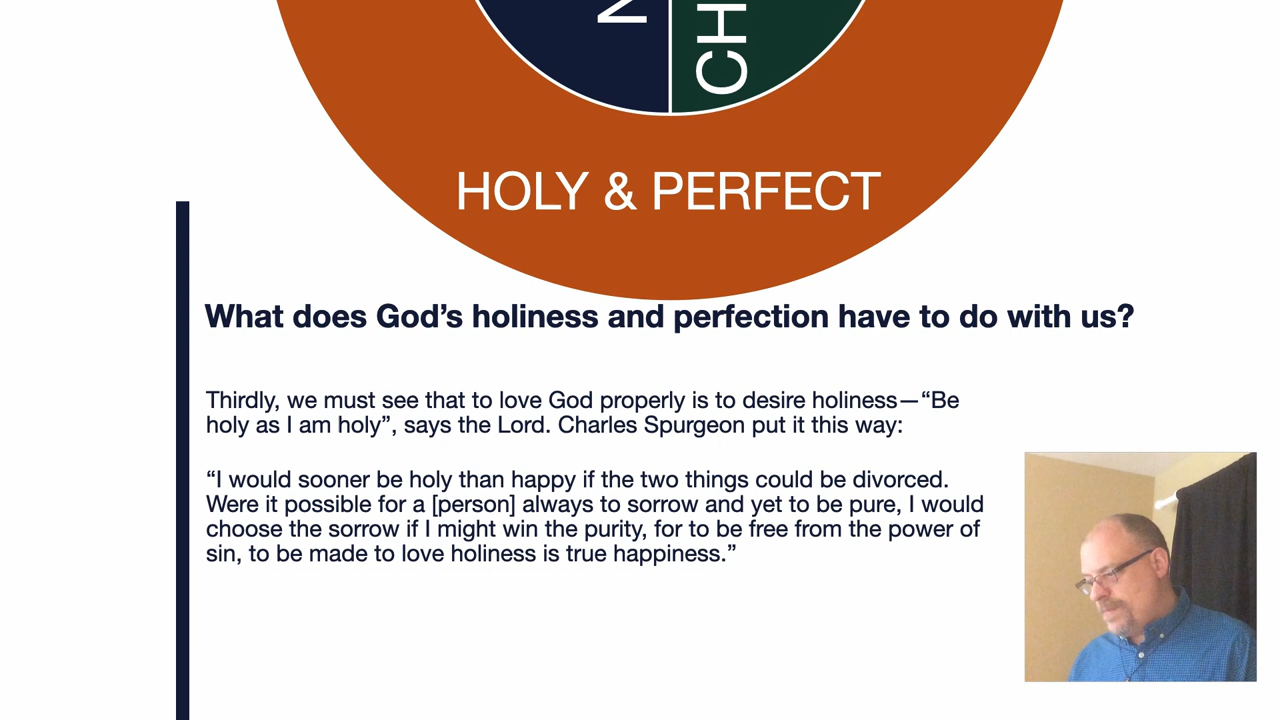 N
CH
HOLY & PERFECT
What does God’s holiness and perfection have to do with us?
Thirdly, we must see that to love God properly is to desire holiness—“Be
holy as I am holy”, says the Lord. Charles Spurgeon put it this way:
“I would sooner be holy than happy if the two things could be divorced.
Were it possible for a [person] always to sorrow and yet to be pure, I would
choose the sorrow if I might win the purity, for to be free from the power of
sin, to be made to love holiness is true happiness.”